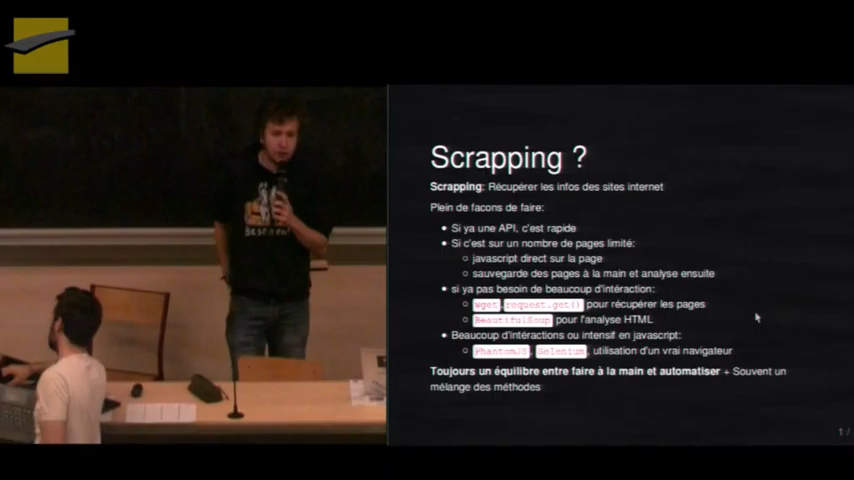 Scrapping ?
Scrapping: Récupérer les infos des sites internet
Plein de facons de faire:
Si ya une API, c'est rapide
Si c'est sur un nombre de pages limité:
javascript direct sur la page
sauvegarde des pages à la main et analyse ensuite
si ya pas besoin de beaucoup d'intéraction:
wget, request.get() pour récupérer les pages
BeautifulSoup pour l'analyse HTML
Beaucoup d'intéractions ou intensif en javascript:
PhantomJS, Selenium, utilisation d'un vrai navigateur
Toujours un équilibre entre faire à la main et automatiser + Souvent un
mélange des méthodes
1 /